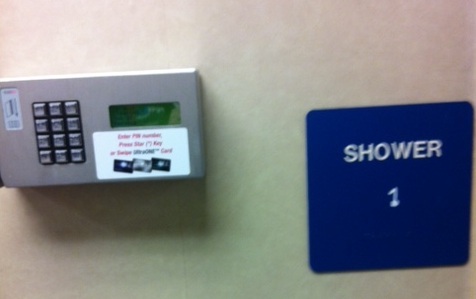 Enter PIN number,
Press Star (*) Key
or Swipe UltraONE™ Card
SHOWER
1